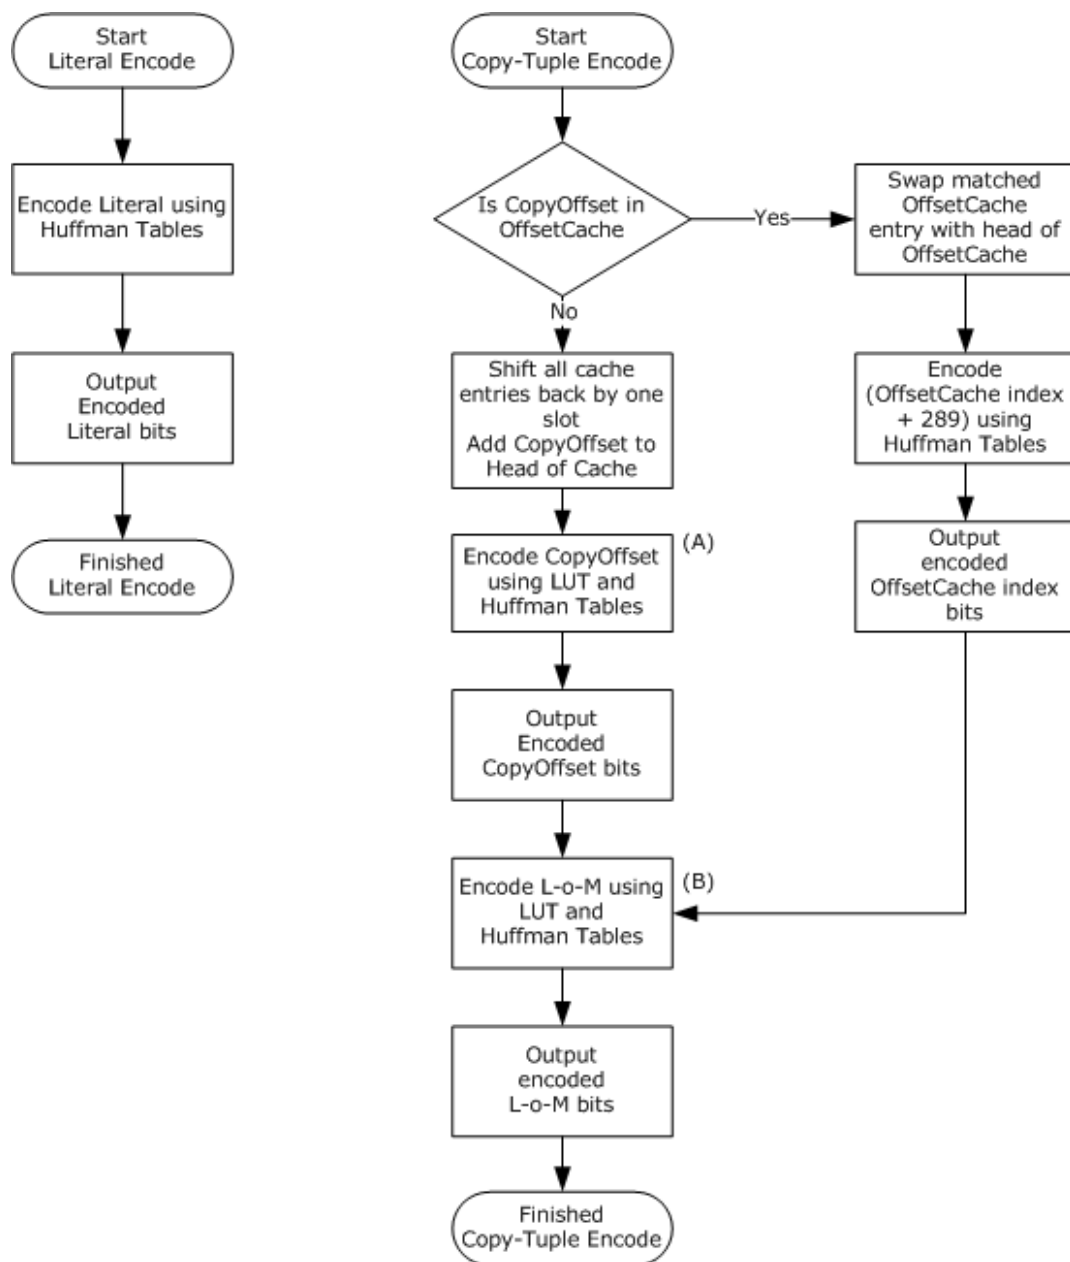 Start
Literal Encode
Encode Literal using
Huffman Tables
Output
Encoded
Literal bits
Finished
Literal Encode
Start
Copy-Tuple Encode
Is CopyOffset in
OffsetCache
Yes
No
Shift all cache
entries back by one
slot
Add CopyOffset to
Head of Cache
Encode CopyOffset
using LUT and
Huffman Tables
(A)
Output
Encoded
CopyOffset bits
Encode L-o-M using
LUT and
Huffman Tables
(B)
Output
encoded
L-o-M bits
Finished
Copy-Tuple Encode
Swap matched
OffsetCache
entry with head of
OffsetCache
Encode
(OffsetCache index
+ 289) using
Huffman Tables
Output
encoded
OffsetCache index
bits